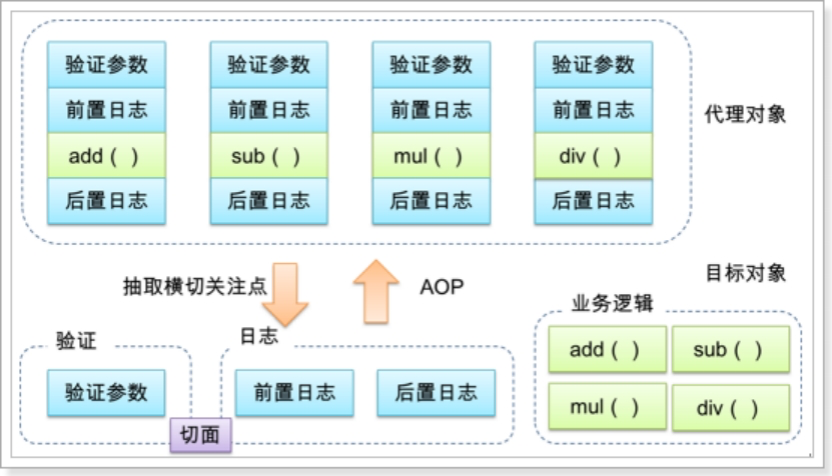 验证参数 验证参数 验证参数 验证参数
前置日志 前置日志 前置日志 前置日志
代理对象
add ( ) sub ( ) mul ( ) div ( )
后置日志 后置日志 后置日志 后置日志
抽取横切关注点 AOP
目标对象
业务逻辑
验证 日志
add ( ) sub ( )
验证参数 前置日志 后置日志
mul ( ) div ( )
切面